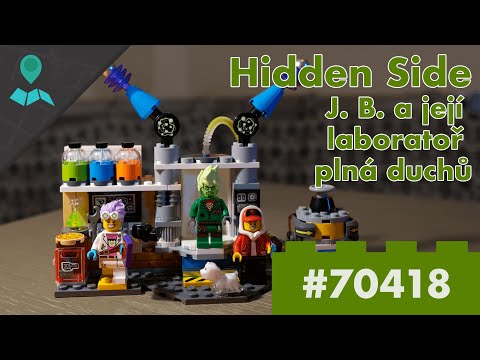 Hidden Side
J. B. a její
laboratoř
plná duchů
#70418